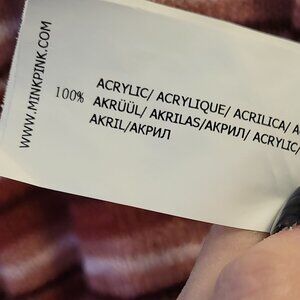 WWW.MINKPINK.COM
100% ACRYLIC/ ACRYLIQUE/ ACRILICA/
AKRÜÜL/ AKRILAS/АКРИЛ/ ACRYLIC/
AKRIL/АКРИЛ